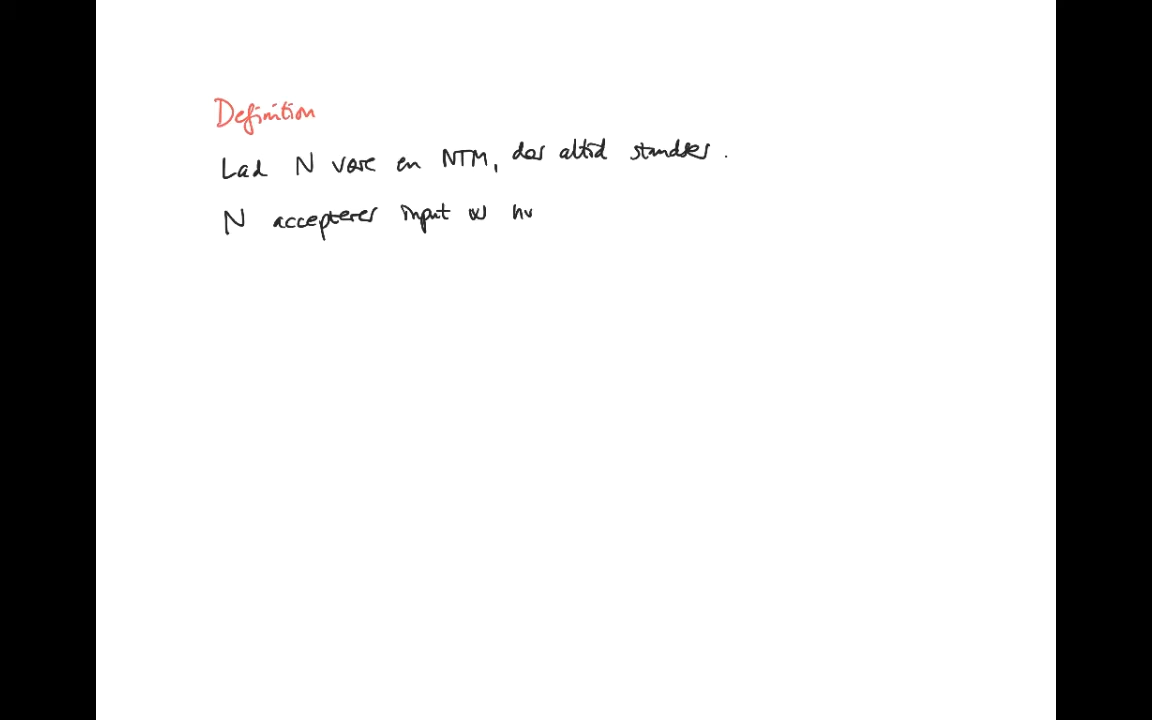 Definition
Lad N være en NTM, der altid standser.
N accepterer input w hv